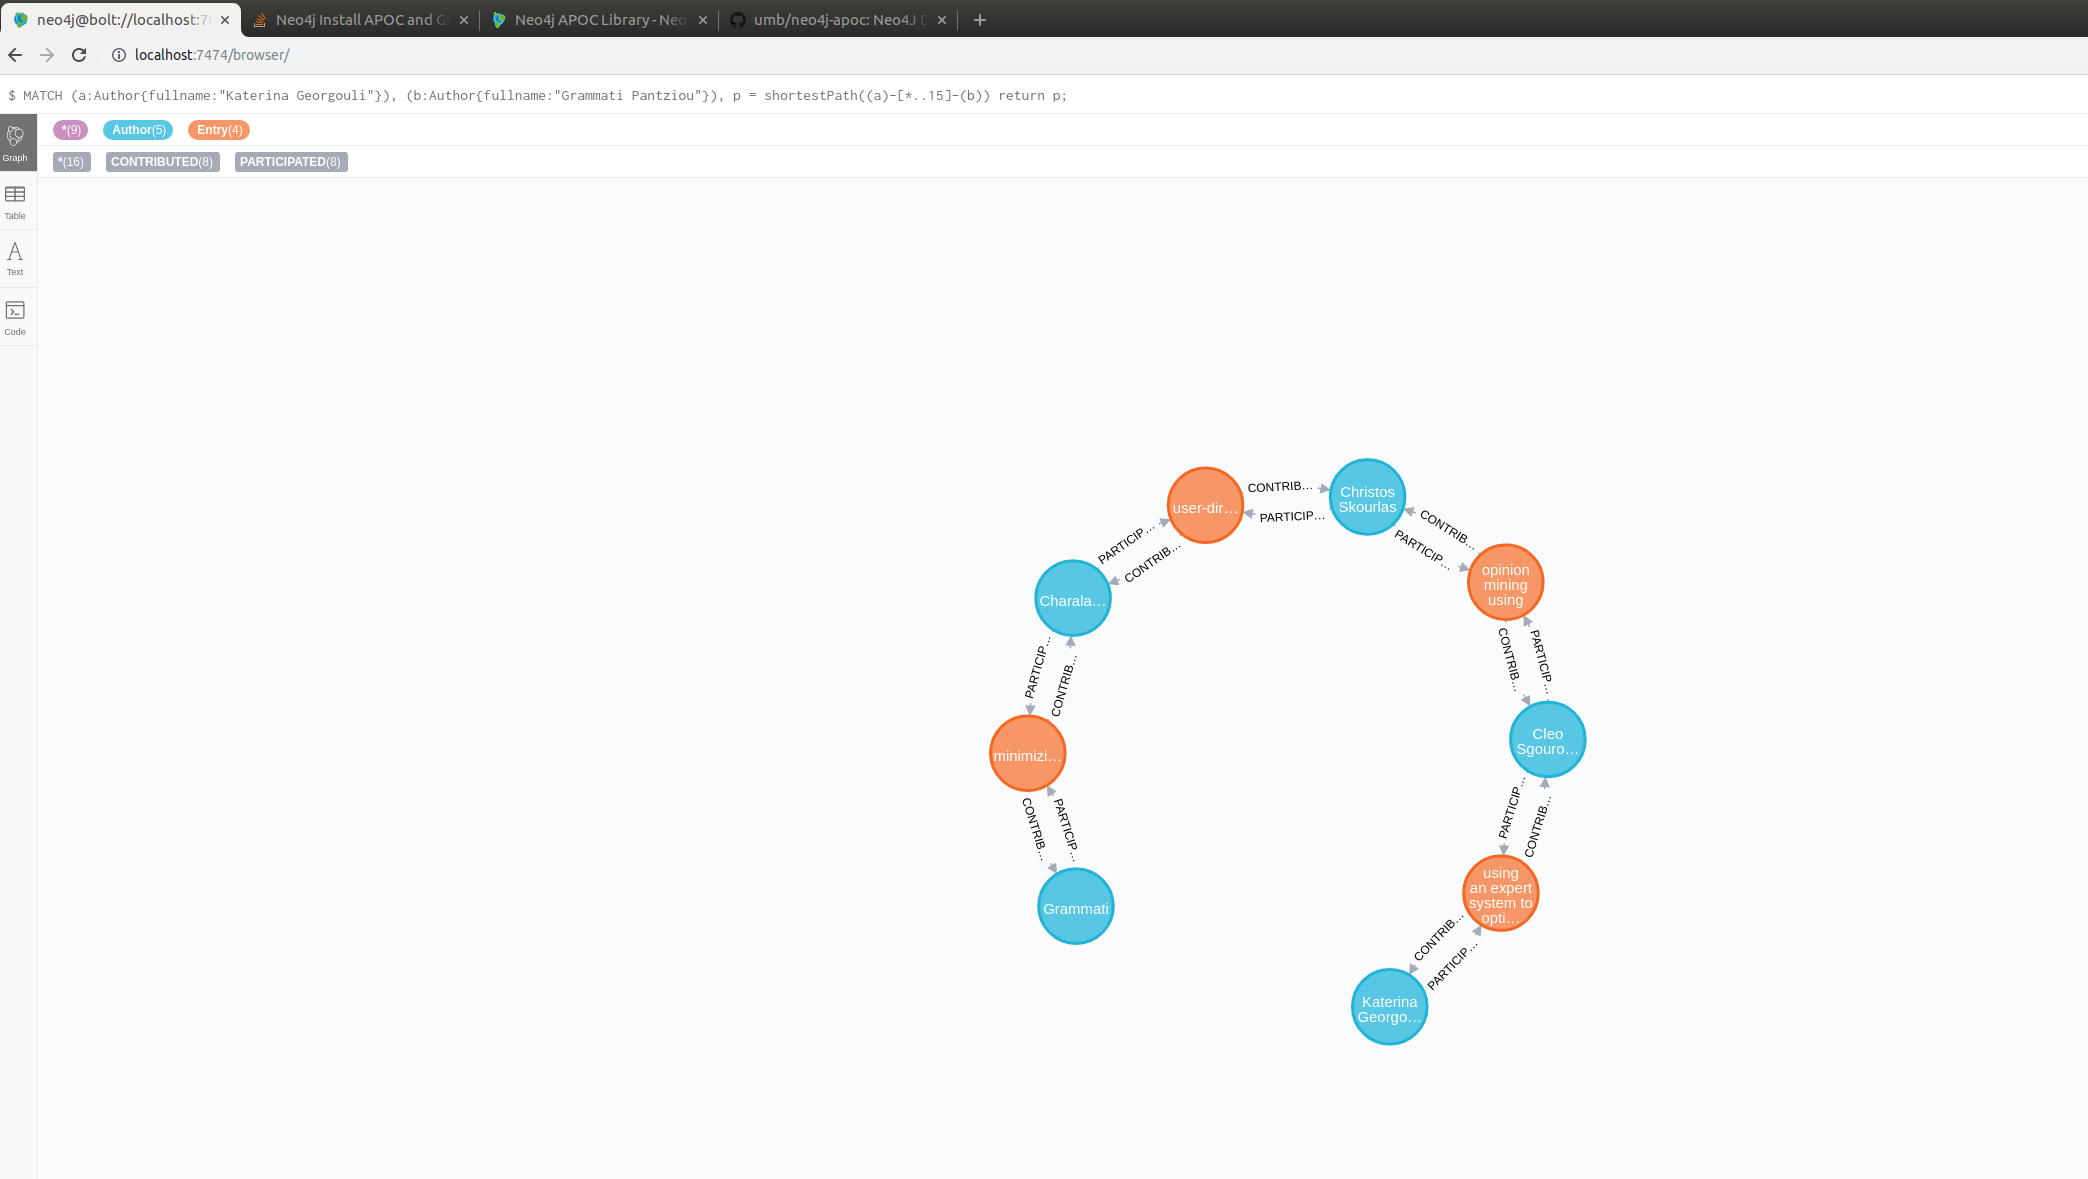 neo4j@bolt://localhost:7
Neo4j Install APOC and G
Neo4j APOC Library - Neo
umb/neo4j-apoc: Neo4J D
localhost:7474/browser/
$ MATCH (a:Author{fullname:"Katerina Georgouli"}), (b:Author{fullname:"Grammati Pantziou"}), p = shortestPath((a)-[*..15]-(b)) return p;
*(9) Author(5) Entry(4)
*(16) CONTRIBUTED(8) PARTICIPATED(8)
Graph
Table
Text
Code
Christos
Skourlas
CONTRIB…
PARTICIP…
user-dir…
CONTRIB…
PARTICIP…
opinion
mining
using
PARTICIP…
CONTRIB…
Charala…
CONTRIB…
PARTICIP…
Cleo
Sgouro…
PARTICIP…
CONTRIB…
minimizi…
PARTICIP…
CONTRIB…
using
an expert
system to
opti…
CONTRIB…
PARTICIP…
Grammati
CONTRIB…
PARTICIP…
Katerina
Georgo…